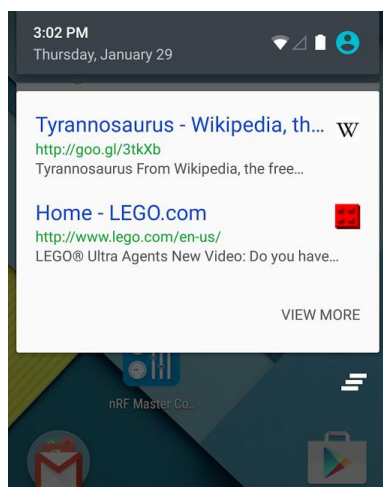 3:02 PM
Thursday, January 29
Tyrannosaurus - Wikipedia, th...
W
http://goo.gl/3tkXb
Tyrannosaurus From Wikipedia, the free...
Home - LEGO.com
http://www.lego.com/en-us/
LEGO® Ultra Agents New Video: Do you have...
VIEW MORE
nRF Master Co..